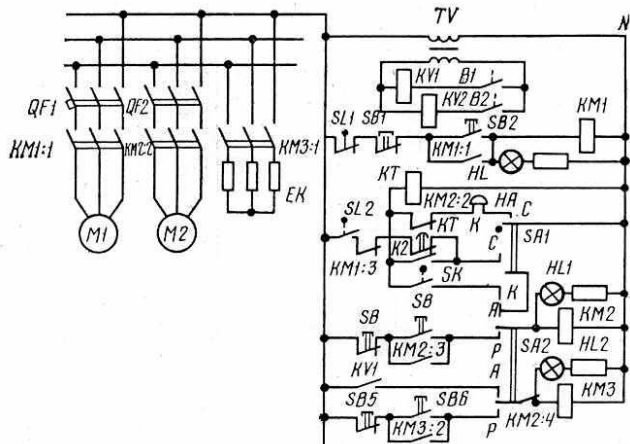 TV
N
KV1
B1
KV2
B2
QF1
QF2
SL1
SB1
SB2
KM1
KM1:1
KM2:2
KM3:1
KM1:1
HL
EK
KT
KM2:2
HA
C
M1
M2
SL2
KT
K
C
SA1
K2
KM1:3
SK
K
HL1
SB
A
KM2
SB
P
SA2
HL2
KM2:3
KV1
A
KM3
SB5
SB6
KM2:4
KM3:2
P